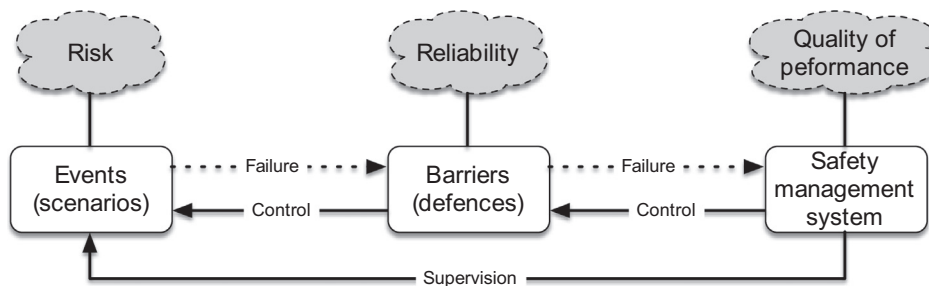 Risk
Reliability
Quality of
peformance
Events
(scenarios)
Failure
Control
Barriers
(defences)
Failure
Control
Safety
management
system
Supervision